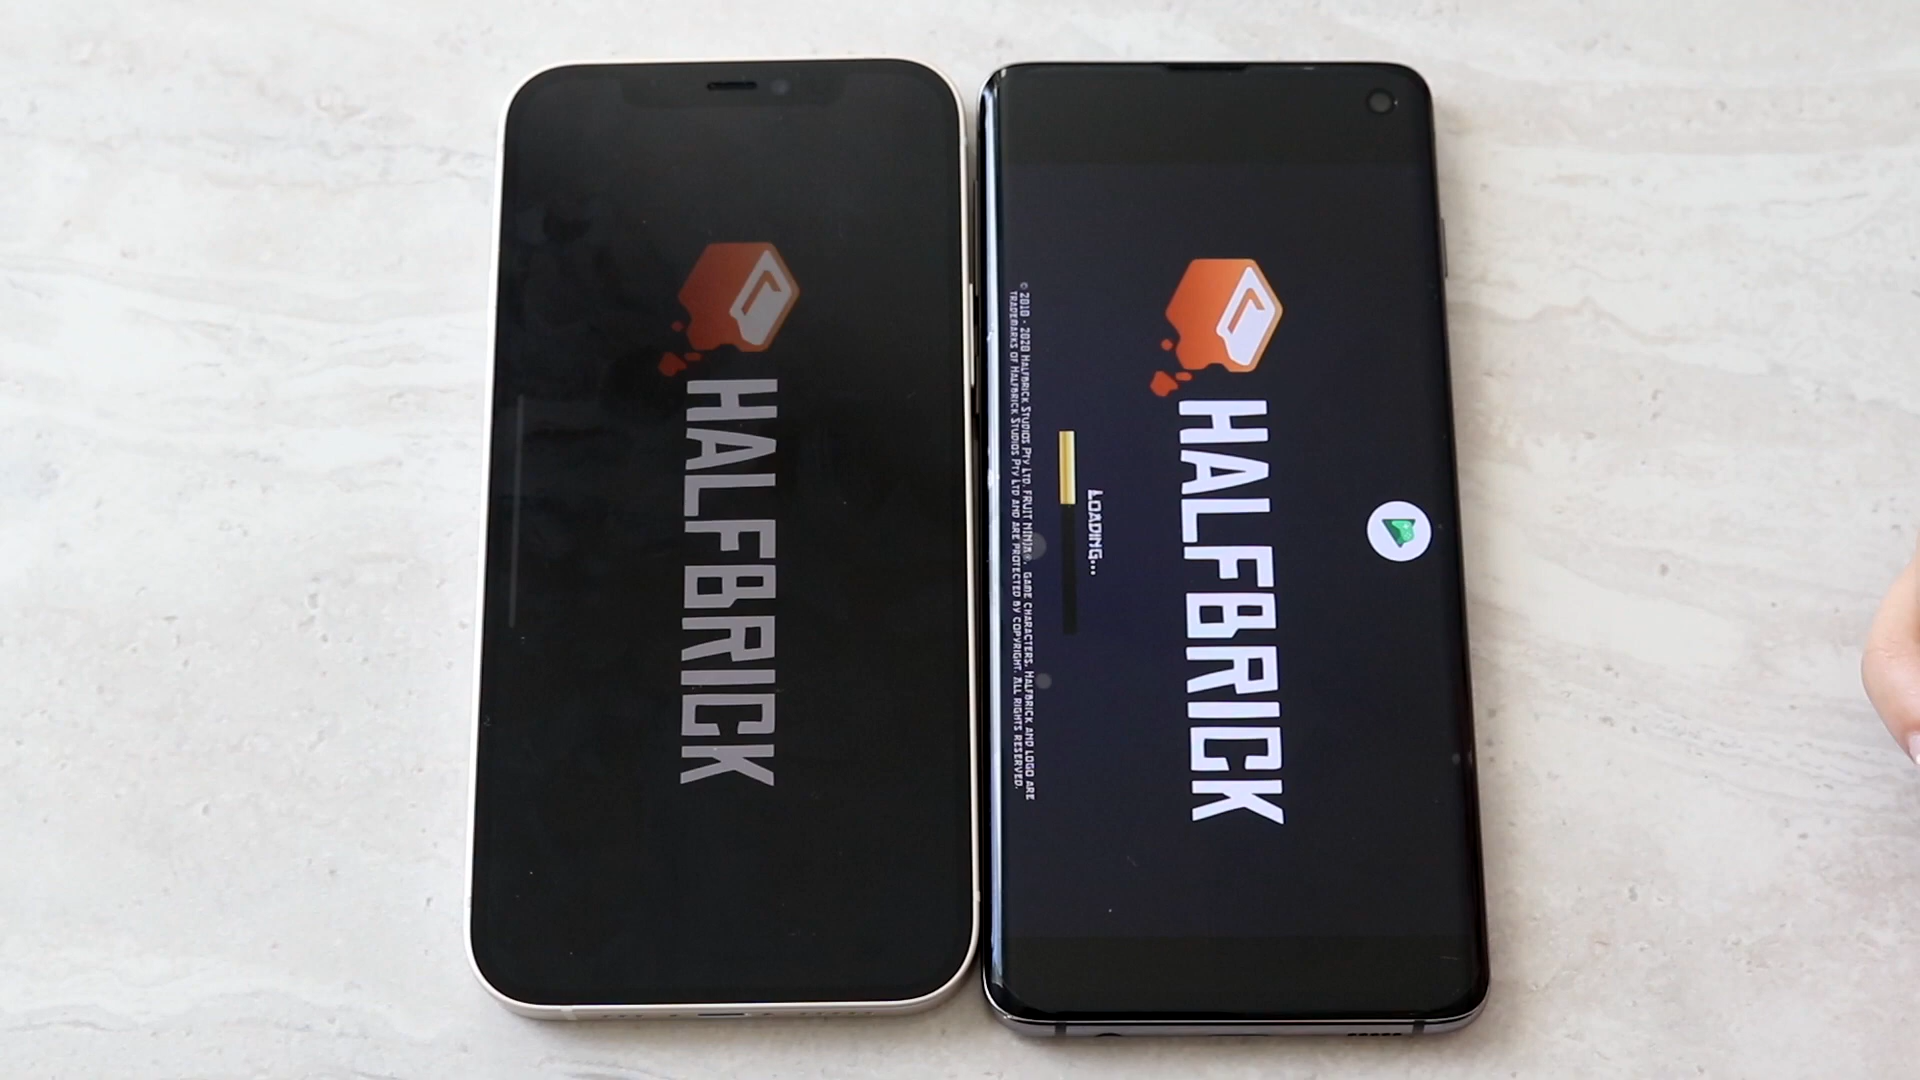 HALFBRICK
HALFBRICK
LOADING...
© 2010 - 2020 Halfbrick Studios Pty Ltd. Fruit Ninja®, game characters, Halfbrick and logo are
trademarks of Halfbrick Studios Pty Ltd and are protected by copyright. All rights reserved.